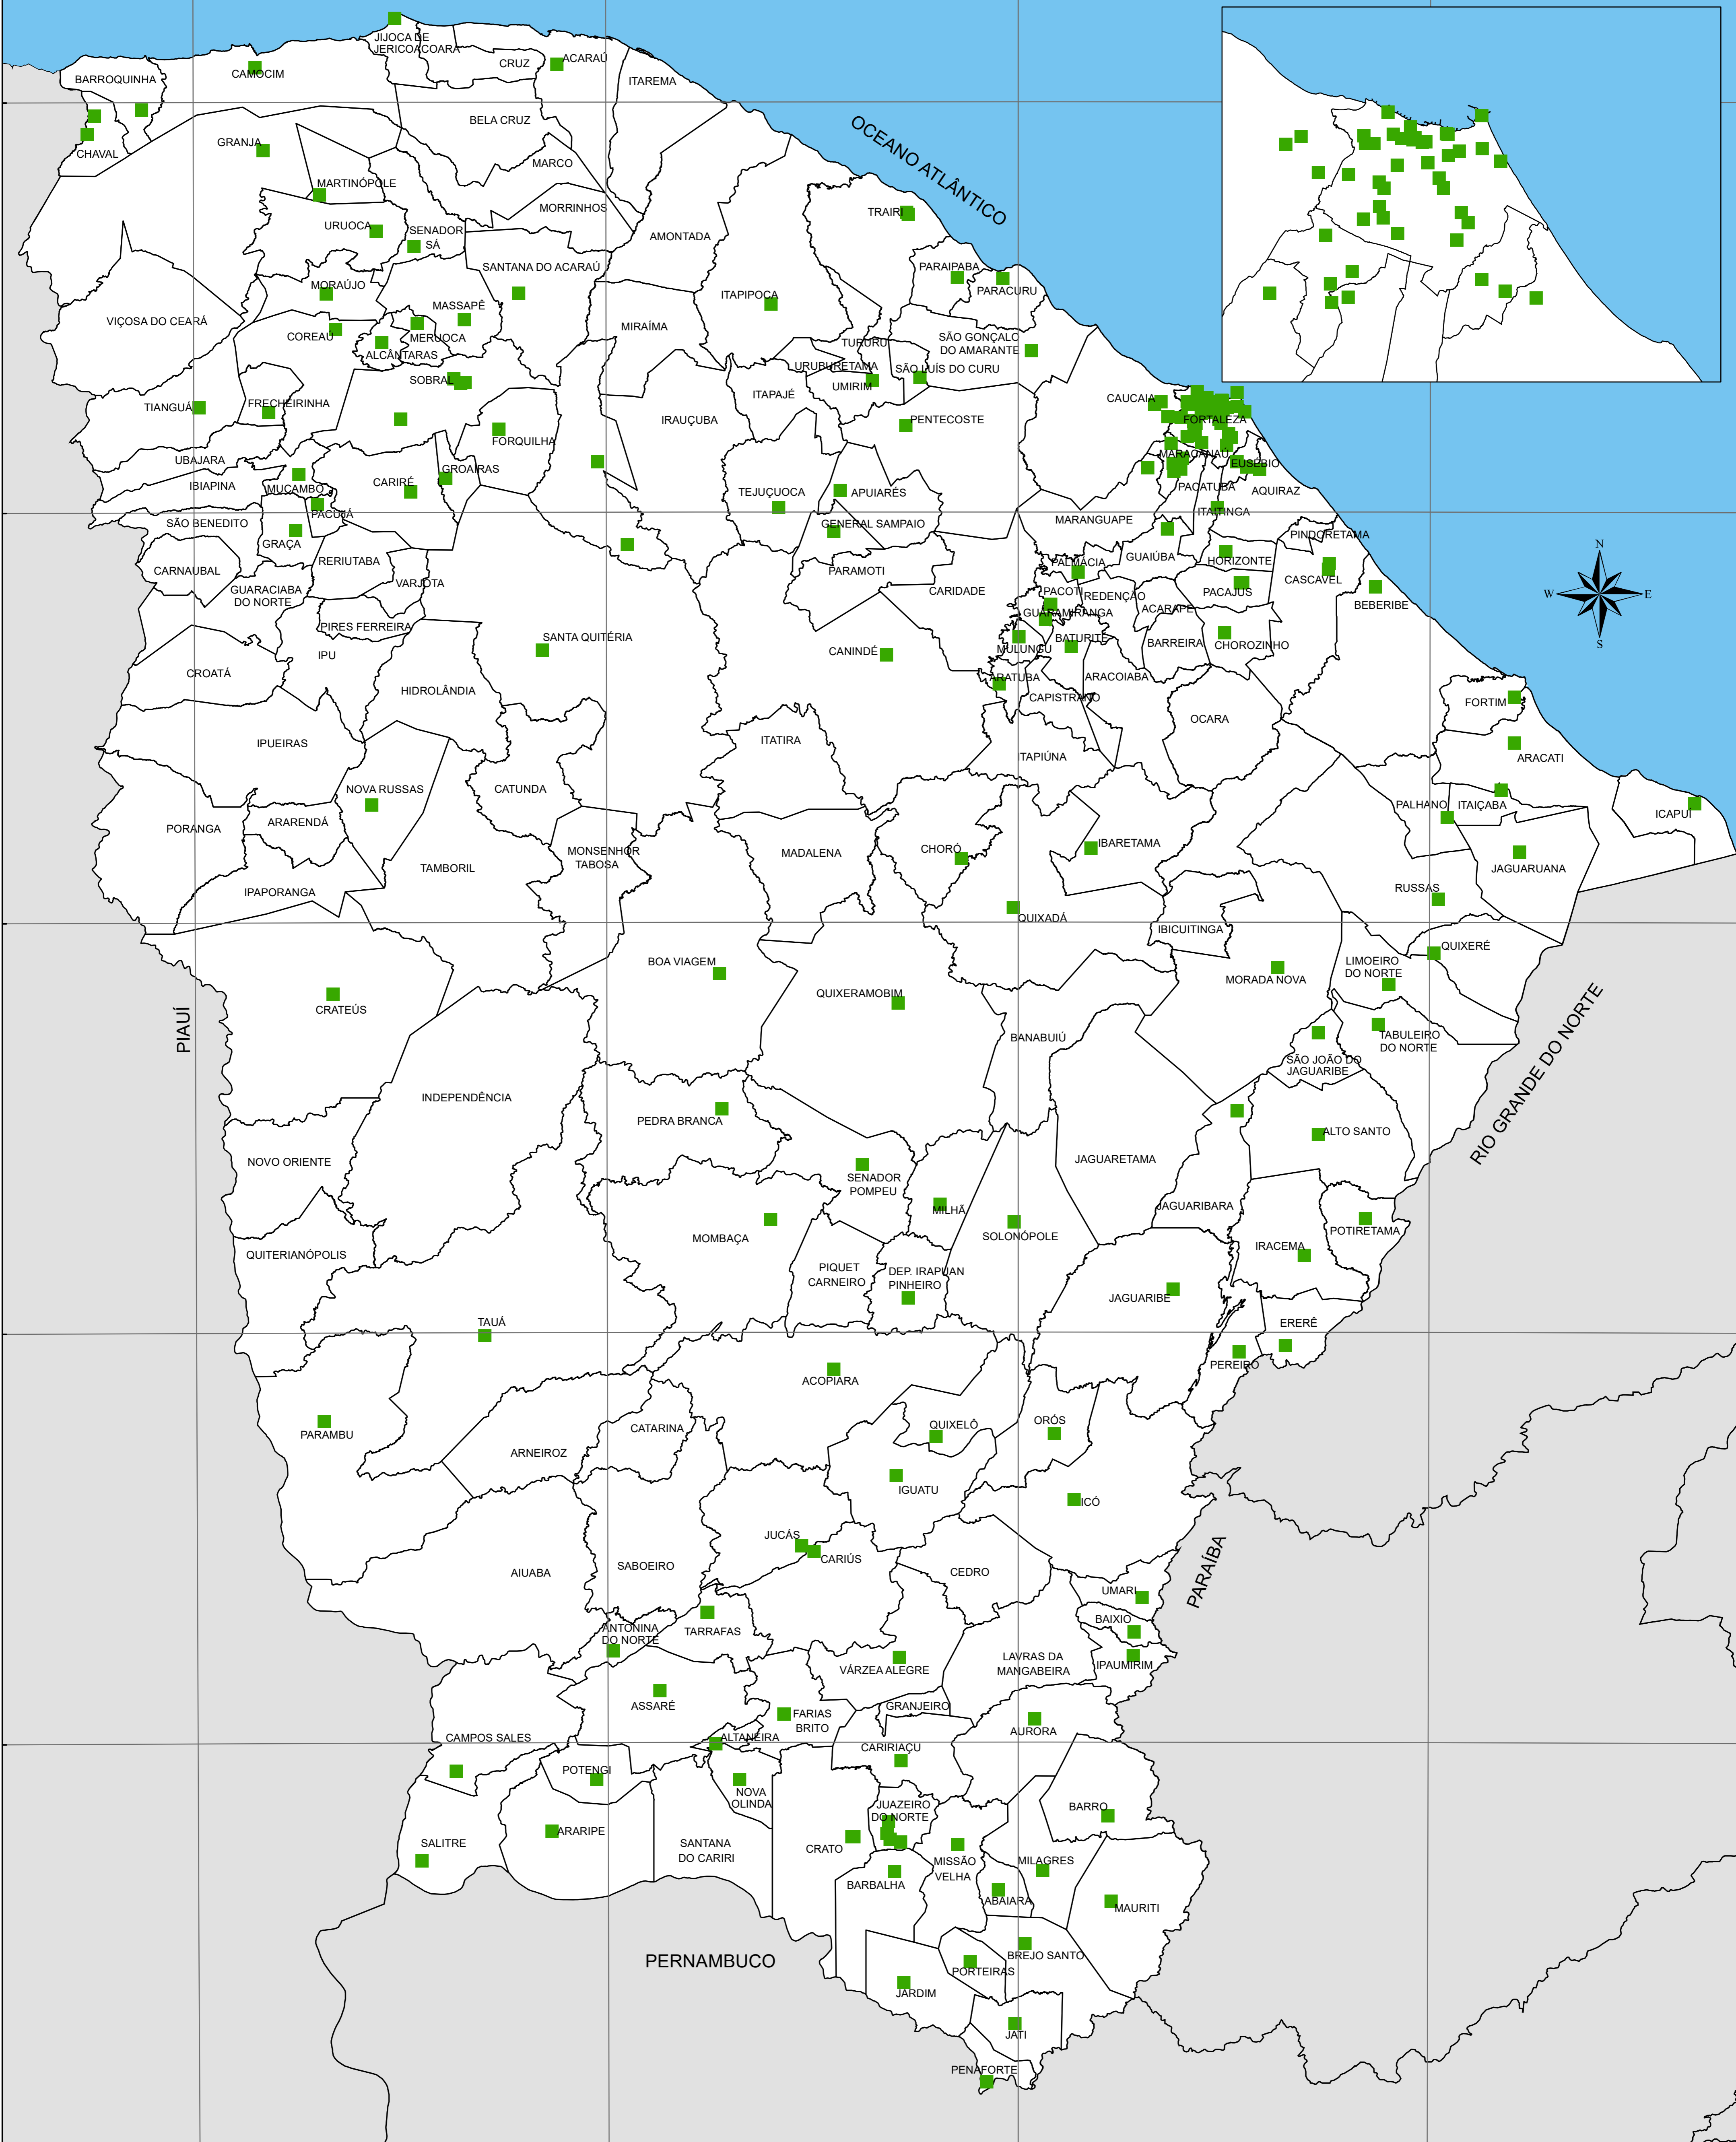 JIJOCA DE
JERICOACOARA
CRUZ
ACARAÚ
BARROQUINHA
CAMOCIM
ITAREMA
BELA CRUZ
OCEANO ATLÂNTICO
GRANJA
CHAVAL
MARCO
MARTINÓPOLE
MORRINHOS
TRAIRI
URUOCA
SENADOR
SÁ
AMONTADA
SANTANA DO ACARAÚ
PARAIPABA
PARACURU
MORAÚJO
ITAPIPOCA
MASSAPÊ
VIÇOSA DO CEARÁ
MIRAÍMA
COREAÚ
MERUOCA
ALCÂNTARAS
TURURU
SÃO GONÇALO
DO AMARANTE
URUBURETAMA
SÃO LUÍS DO CURU
SOBRAL
UMIRIM
ITAPAJÉ
CAUCAIA
TIANGUÁ
FRECHEIRINHA
IRAUÇUBA
PENTECOSTE
FORTALEZA
FORQUILHA
MARACANAÚ
EUSÉBIO
UBAJARA
GROAÍRAS
IBIAPINA
MUCAMBO
CARIRÉ
TEJUÇUOCA
APUIARÉS
PACATUBA
AQUIRAZ
PACUJÁ
ITAITINGA
SÃO BENEDITO
GENERAL SAMPAIO
MARANGUAPE
PINDORETAMA
GRAÇA
RERIUTABA
GUAIÚBA
HORIZONTE
N
CARNAUBAL
PARAMOTI
PALMÁCIA
CASCAVEL
VARJOTA
GUARACIABA
DO NORTE
CARIDADE
PACOTI
REDENÇÃO
PACAJUS
W
E
BEBERIBE
GUARAMIRANGA
ACARAPE
PIRES FERREIRA
SANTA QUITÉRIA
BATURITÉ
BARREIRA
CHOROZINHO
S
IPU
CANINDÉ
MULUNGU
CROATÁ
ARATUBA
ARACOIABA
HIDROLÂNDIA
CAPISTRANO
FORTIM
OCARA
IPUEIRAS
ITATIRA
ITAPIÚNA
ARACATI
NOVA RUSSAS
CATUNDA
PALHANO
ITAIÇABA
ICAPUÍ
PORANGA
ARARENDÁ
IBARETAMA
MONSENHOR
TABOSA
MADALENA
CHORÓ
TAMBORIL
JAGUARUANA
IPAPORANGA
RUSSAS
QUIXADÁ
IBICUITINGA
QUIXERÉ
BOA VIAGEM
LIMOEIRO
DO NORTE
MORADA NOVA
QUIXERAMOBIM
CRATEÚS
PIAUÍ
BANABUIÚ
TABULEIRO
DO NORTE
RIO GRANDE DO NORTE
SÃO JOÃO DO
JAGUARIBE
INDEPENDÊNCIA
PEDRA BRANCA
ALTO SANTO
NOVO ORIENTE
JAGUARETAMA
SENADOR
POMPEU
MILHÃ
JAGUARIBARA
MOMBAÇA
SOLONÓPOLE
POTIRETAMA
IRACEMA
QUITERIANÓPOLIS
PIQUET
CARNEIRO
DEP. IRAPUAN
PINHEIRO
JAGUARIBE
TAUÁ
ERERÊ
PEREIRO
ACOPIARA
PARAMBU
CATARINA
QUIXELÔ
ORÓS
ARNEIROZ
IGUATU
ICÓ
JUCÁS
CARIÚS
SABOEIRO
AIUABA
CEDRO
PARAÍBA
UMARI
BAIXIO
ANTONINA
DO NORTE
TARRAFAS
LAVRAS DA
MANGABEIRA
IPAUMIRIM
VÁRZEA ALEGRE
ASSARÉ
GRANJEIRO
FARIAS
BRITO
AURORA
CAMPOS SALES
ALTANEIRA
CARIRIAÇU
POTENGI
NOVA
OLINDA
JUAZEIRO
DO NORTE
BARRO
ARARIPE
SALITRE
SANTANA
DO CARIRI
CRATO
MISSÃO
VELHA
MILAGRES
BARBALHA
ABAIARA
MAURITI
PERNAMBUCO
BREJO SANTO
PORTEIRAS
JARDIM
JATI
PENAFORTE